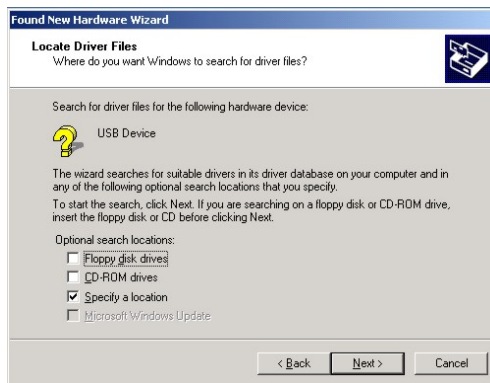 Found New Hardware Wizard
Locate Driver Files
Where do you want Windows to search for driver files?
Search for driver files for the following hardware device:
USB Device
The wizard searches for suitable drivers in its driver database on your computer and in
any of the following optional search locations that you specify.
To start the search, click Next. If you are searching on a floppy disk or CD-ROM drive,
insert the floppy disk or CD before clicking Next.
Optional search locations:
Floppy disk drives
CD-ROM drives
Specify a location
Microsoft Windows Update
< Back Next > Cancel